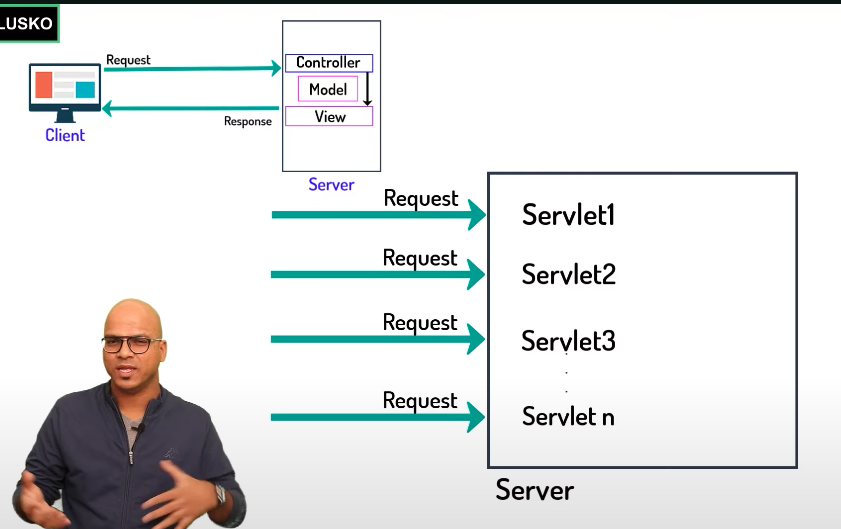 LUSKO
Request
Controller
Model
View
Response
Client
Server
Request
Servlet1
Request
Servlet2
Request
Servlet3
Request
Servlet n
Server